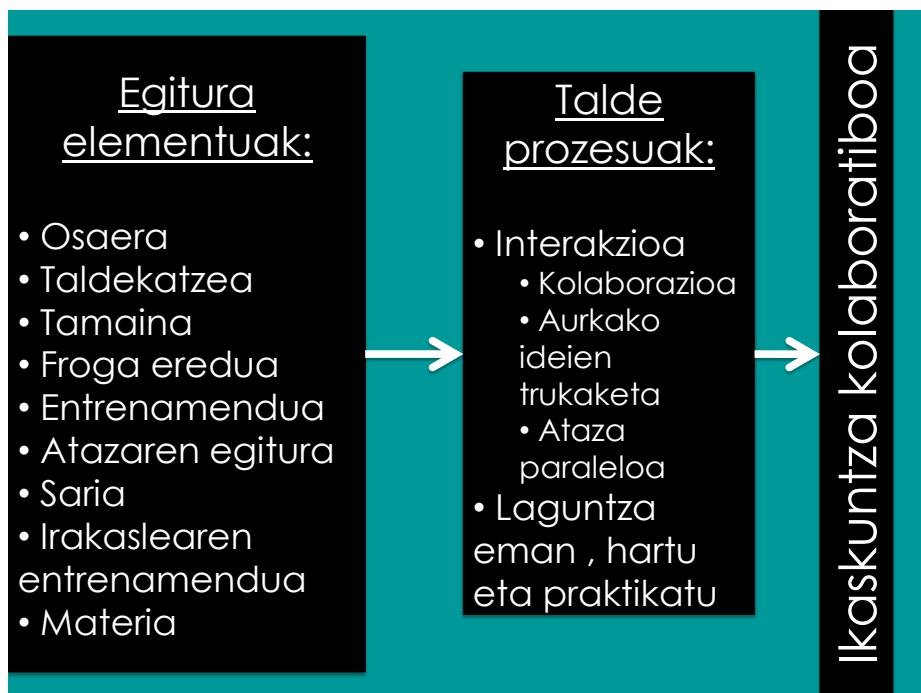 Egitura
elementuak:
• Osaera
• Taldekatzea
• Tamaina
• Froga eredua
• Entrenamendua
• Atazaren egitura
• Saria
• Irakaslearen
entrenamendua
• Materia
Talde
prozesuak:
• Interakzioa
• Kolaborazioa
• Aurkako
ideien
trukaketa
• Ataza
paraleloa
• Laguntza
eman , hartu
eta praktikatu
Ikaskuntza kolaboratiboa